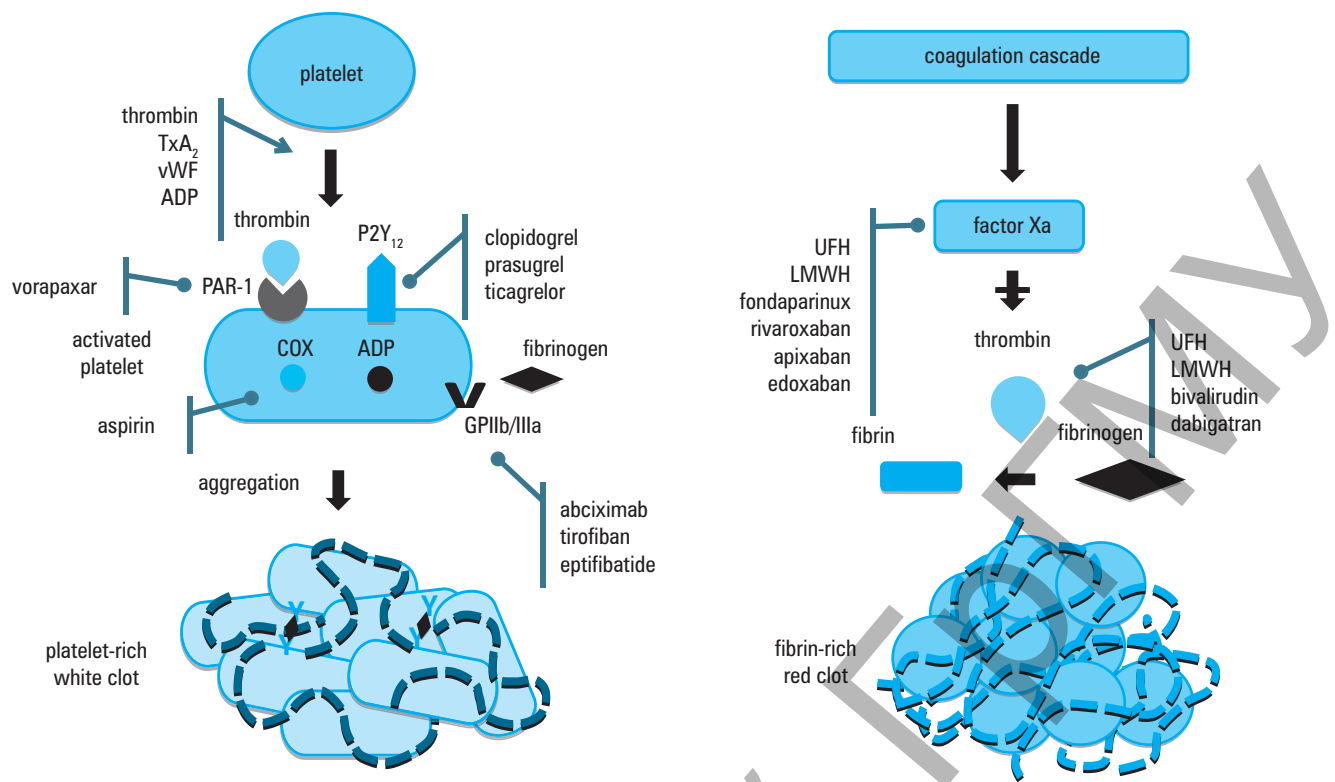 platelet
thrombin
TxA₂
vWF
ADP
thrombin
P2Y₁₂
clopidogrel
prasugrel
ticagrelor
vorapaxar
PAR-1
activated
platelet
COX
ADP
fibrinogen
aspirin
GPIIb/IIIa
aggregation
abciximab
tirofiban
eptifibatide
platelet-rich
white clot
coagulation cascade
factor Xa
UFH
LMWH
fondaparinux
rivaroxaban
apixaban
edoxaban
thrombin
UFH
LMWH
bivalirudin
dabigatran
fibrin
fibrinogen
fibrin-rich
red clot